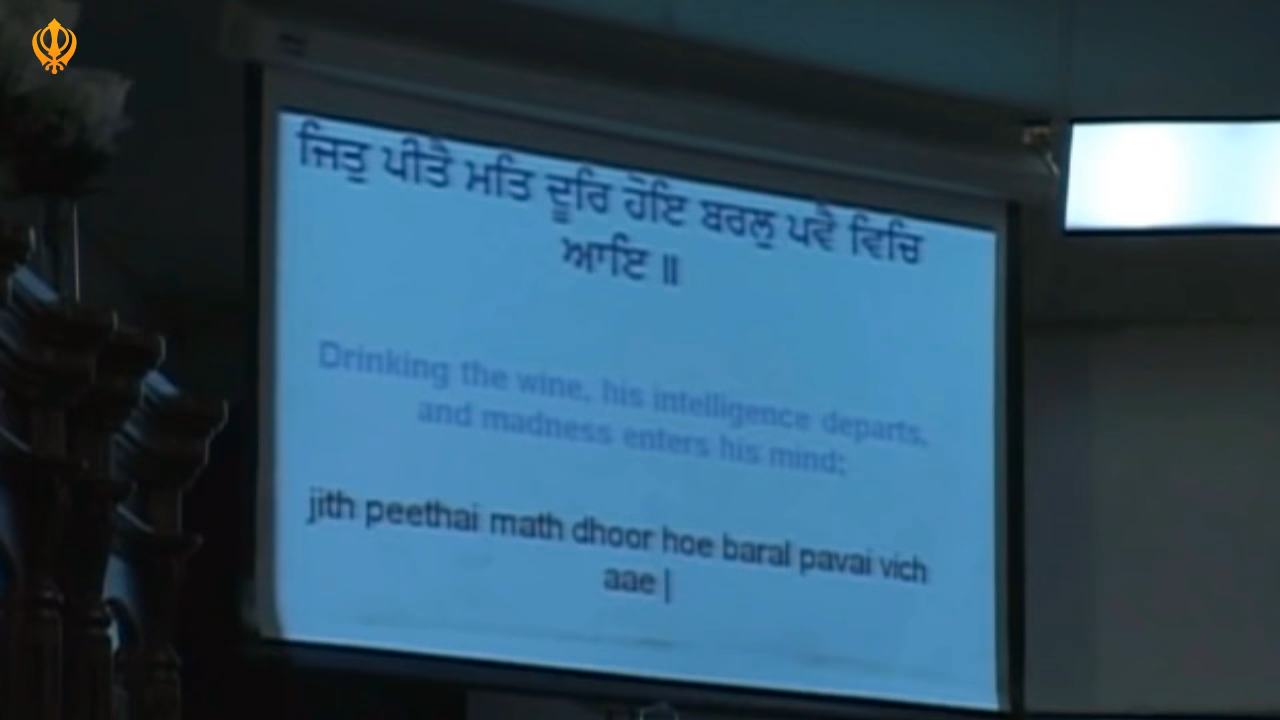 ਜਿਤੁ ਪੀਤੈ ਮਤਿ ਦੂਰਿ ਹੋਇ ਬਰਲੁ ਪਵੈ ਵਿਚਿ
ਆਇ ॥
Drinking the wine, his intelligence departs,
and madness enters his mind;
jith peethai math dhoor hoe baral pavai vich
aae |